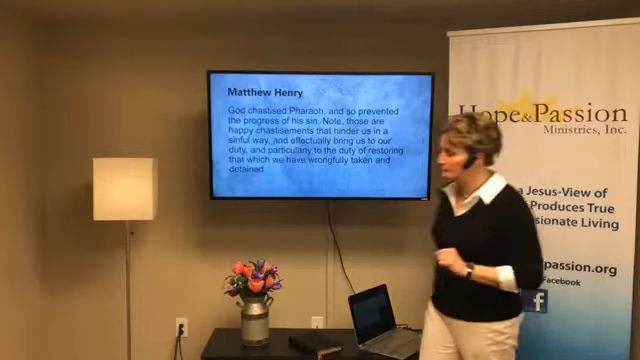 Matthew Henry
God chastised Pharaoh, and so prevented
the progress of his sin. Note, those are
happy chastisements that hinder us in a
sinful way, and effectually bring us to our
duty, and particularly to the duty of restoring
that which we have wrongfully taken and
detained.
Hope&Passion
Ministries, Inc.
a Jesus-View of
Produces True
sionate Living
passion.org
Facebook
f